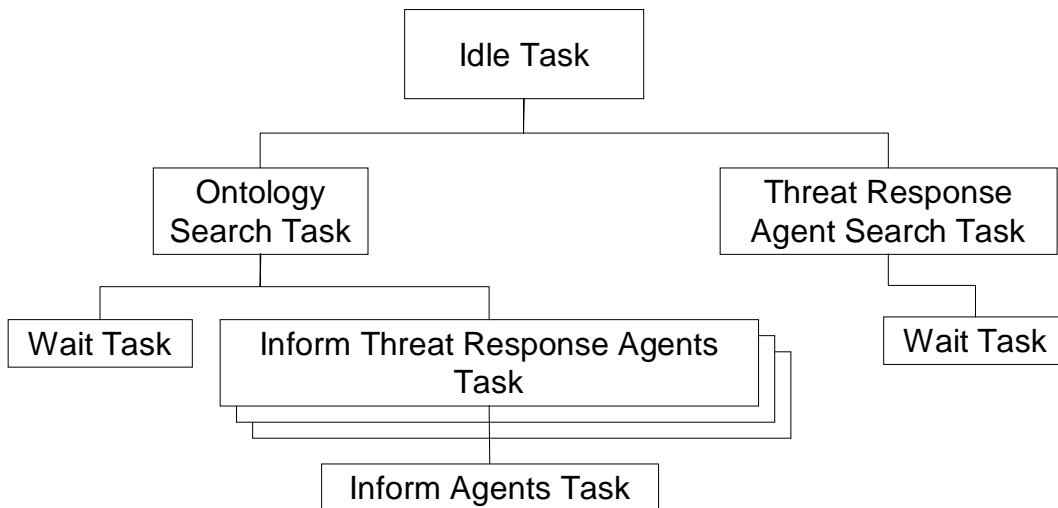 Idle Task
Ontology
Search Task
Threat Response
Agent Search Task
Wait Task
Inform Threat Response Agents
Task
Wait Task
Inform Agents Task